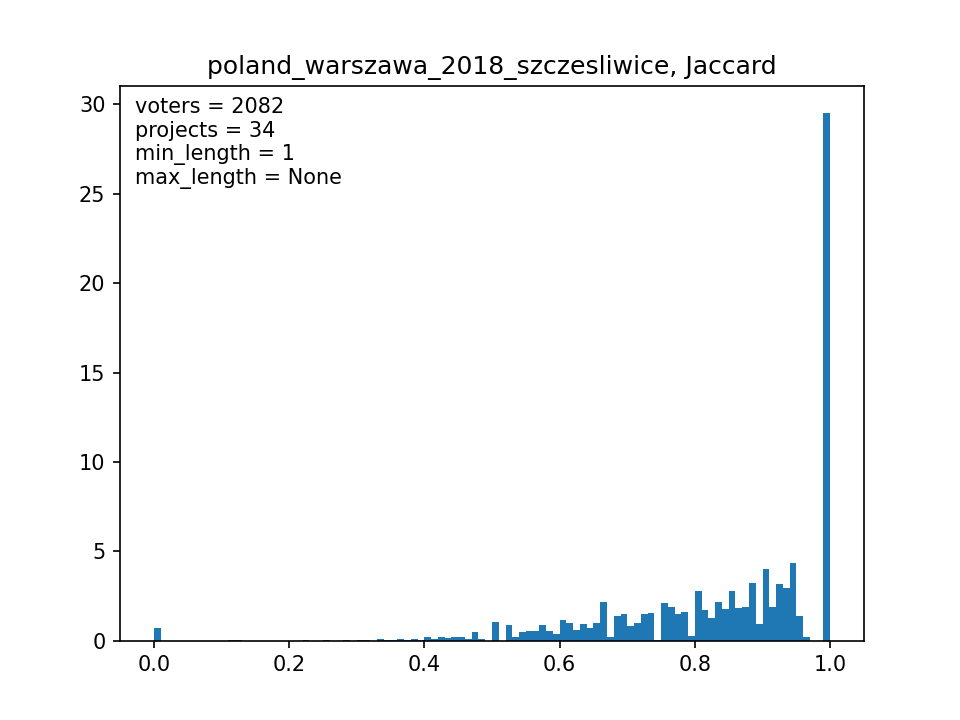 poland_warszawa_2018_szczesliwice, Jaccard
voters = 2082
projects = 34
min_length = 1
max_length = None
30
25
20
15
10
5
0
0.0 0.2 0.4 0.6 0.8 1.0